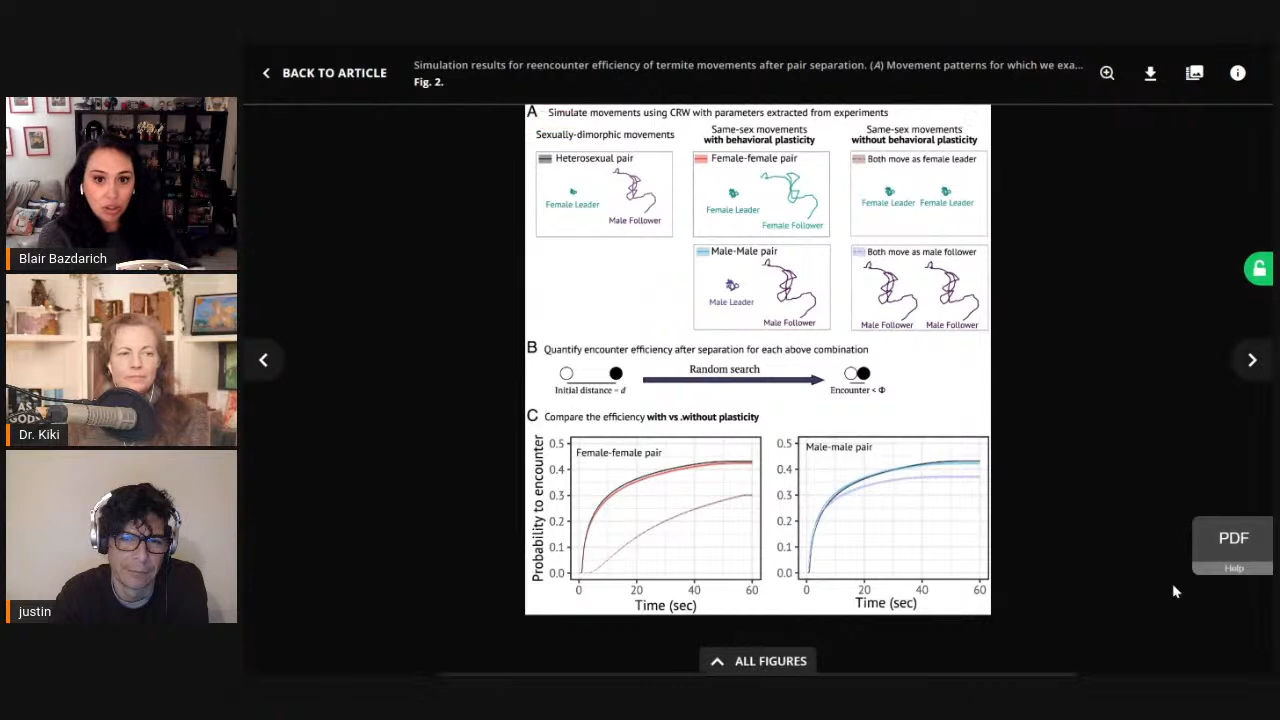 BACK TO ARTICLE
Simulation results for reencounter efficiency of termite movements after pair separation. (A) Movement patterns for which we exa...
Fig. 2.
A Simulate movements using CRW with parameters extracted from experiments
Sexually-dimorphic movements
Same-sex movements
with behavioral plasticity
Same-sex movements
without behavioral plasticity
Heterosexual pair
Female Leader
Male Follower
Female-female pair
Female Leader
Female Follower
Both move as female leader
Female Leader
Female Leader
Male-Male pair
Male Leader
Male Follower
Both move as male follower
Male Follower
Male Follower
B Quantify encounter efficiency after separation for each above combination
Initial distance = d
Random search
Encounter < Φ
C Compare the efficiency with vs .without plasticity
Probability to encounter
Female-female pair
0.5
0.4
0.3
0.2
0.1
0.0
0 20 40 60
Time (sec)
Male-male pair
0.5
0.4
0.3
0.2
0.1
0.0
0 20 40 60
Time (sec)
ALL FIGURES
PDF
Help
Blair Bazdarich
AS
GOD
Dr. Kiki
justin